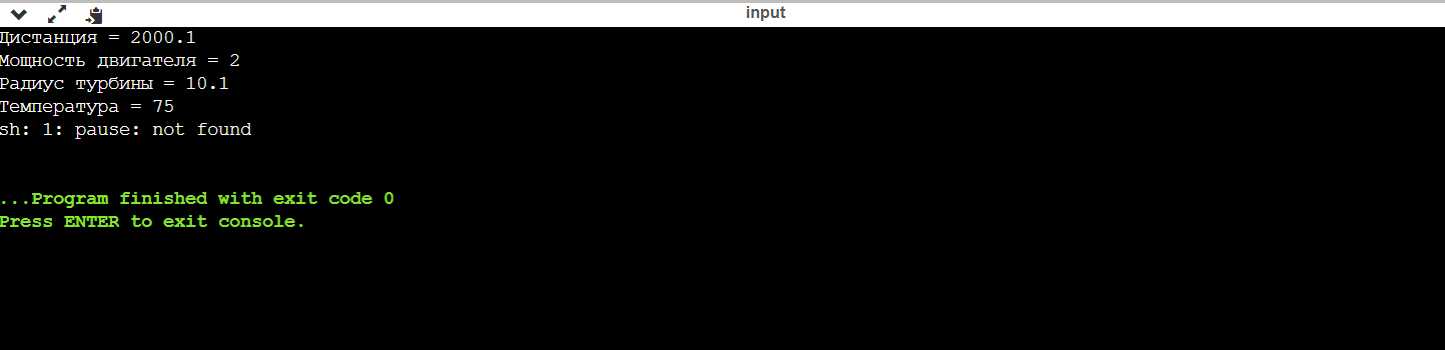 input
Дистанция = 2000.1
Мощность двигателя = 2
Радиус турбины = 10.1
Температура = 75
sh: 1: pause: not found
...Program finished with exit code 0
Press ENTER to exit console.